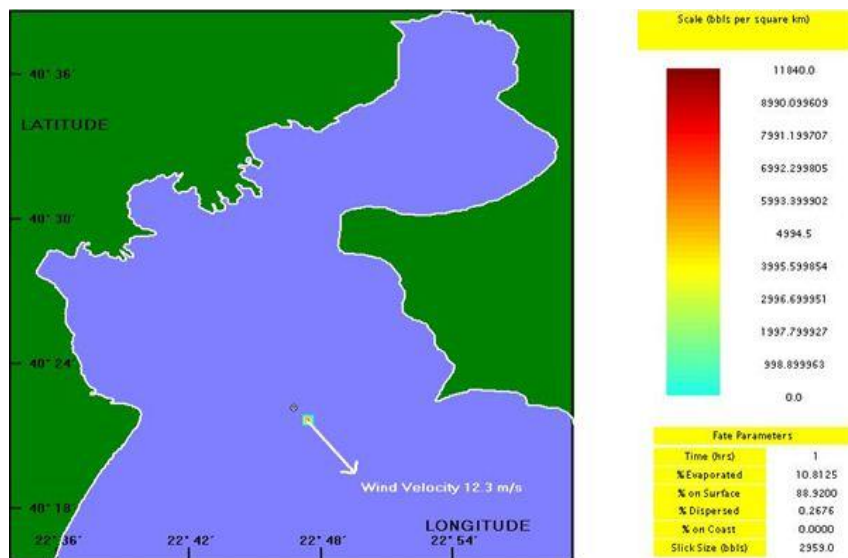 Scale (bbls per square km)
40° 36'
LATITUDE
40° 30'
40° 24'
40° 18'
Wind Velocity 12.3 m/s
LONGITUDE
22° 36'
22° 42'
22° 48'
22° 54'
11840.0
8990.099609
7991.199707
6992.299805
5993.399902
4994.5
3995.599854
2996.699951
1997.799927
998.899963
0.0
Fate Parameters
Time (hrs) 1
%Evaporated 10.8125
% on Surface 88.9200
% Dispersed 0.2676
% on Coast 0.0000
Slick Size (bbls) 2959.0